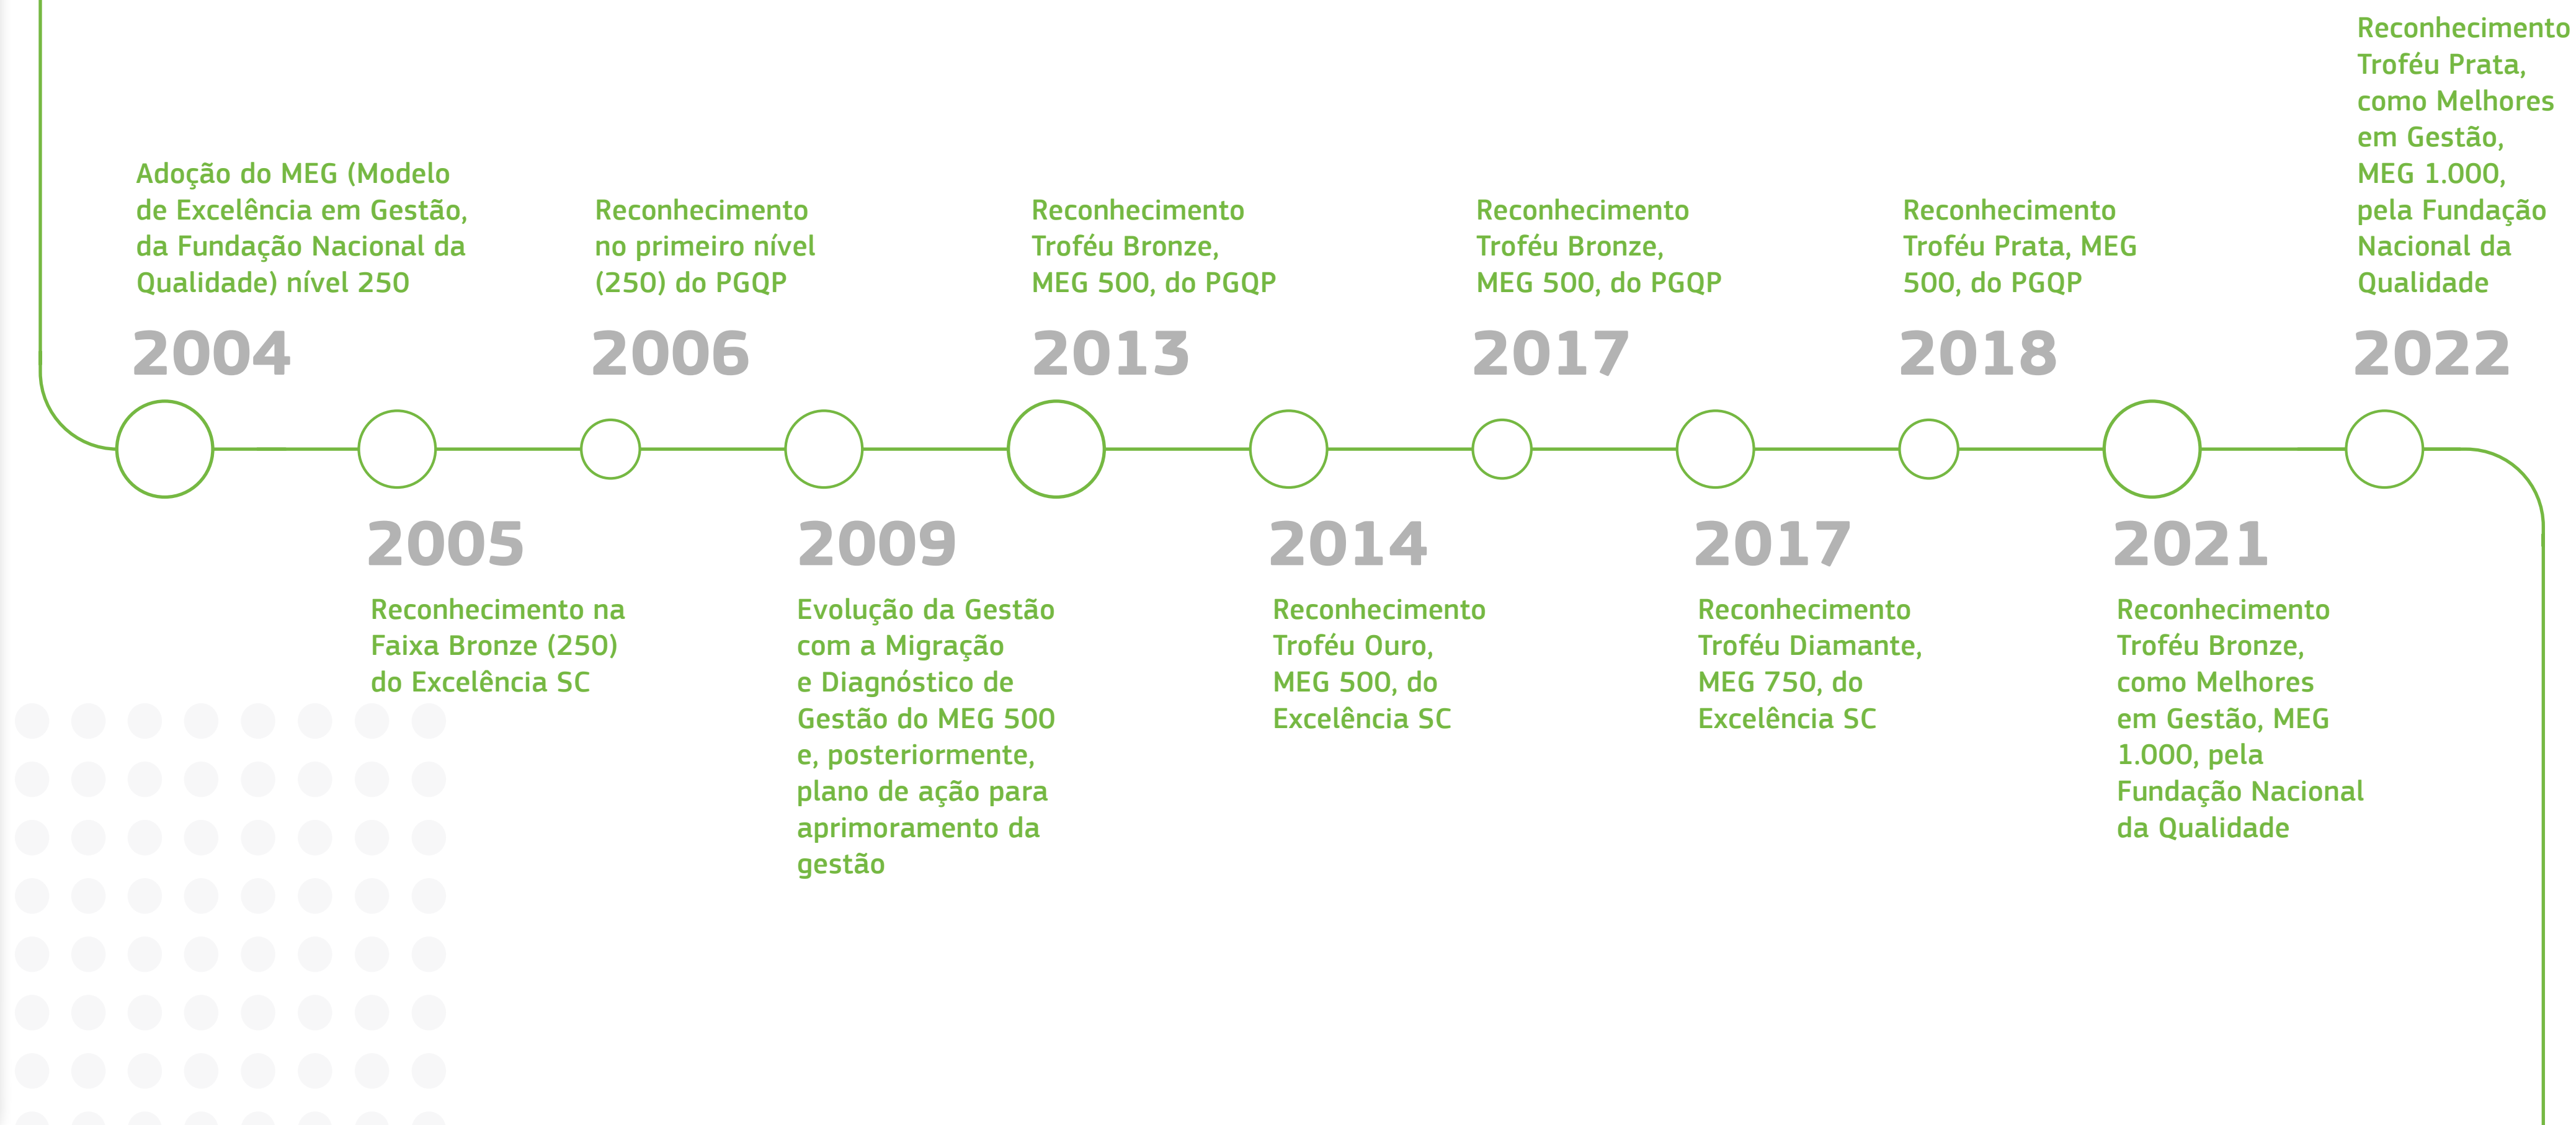 Adoção do MEG (Modelo
de Excelência em Gestão,
da Fundação Nacional da
Qualidade) nível 250
2004
2005
Reconhecimento na
Faixa Bronze (250)
do Excelência SC
Reconhecimento
no primeiro nível
(250) do PGQP
2006
2009
Evolução da Gestão
com a Migração
e Diagnóstico de
Gestão do MEG 500
e, posteriormente,
plano de ação para
aprimoramento da
gestão
Reconhecimento
Troféu Bronze,
MEG 500, do PGQP
2013
2014
Reconhecimento
Troféu Ouro,
MEG 500, do
Excelência SC
Reconhecimento
Troféu Bronze,
MEG 500, do PGQP
2017
2017
Reconhecimento
Troféu Diamante,
MEG 750, do
Excelência SC
Reconhecimento
Troféu Prata, MEG
500, do PGQP
2018
2021
Reconhecimento
Troféu Bronze,
como Melhores
em Gestão, MEG
1.000, pela
Fundação Nacional
da Qualidade
Reconhecimento
Troféu Prata,
como Melhores
em Gestão,
MEG 1.000,
pela Fundação
Nacional da
Qualidade
2022